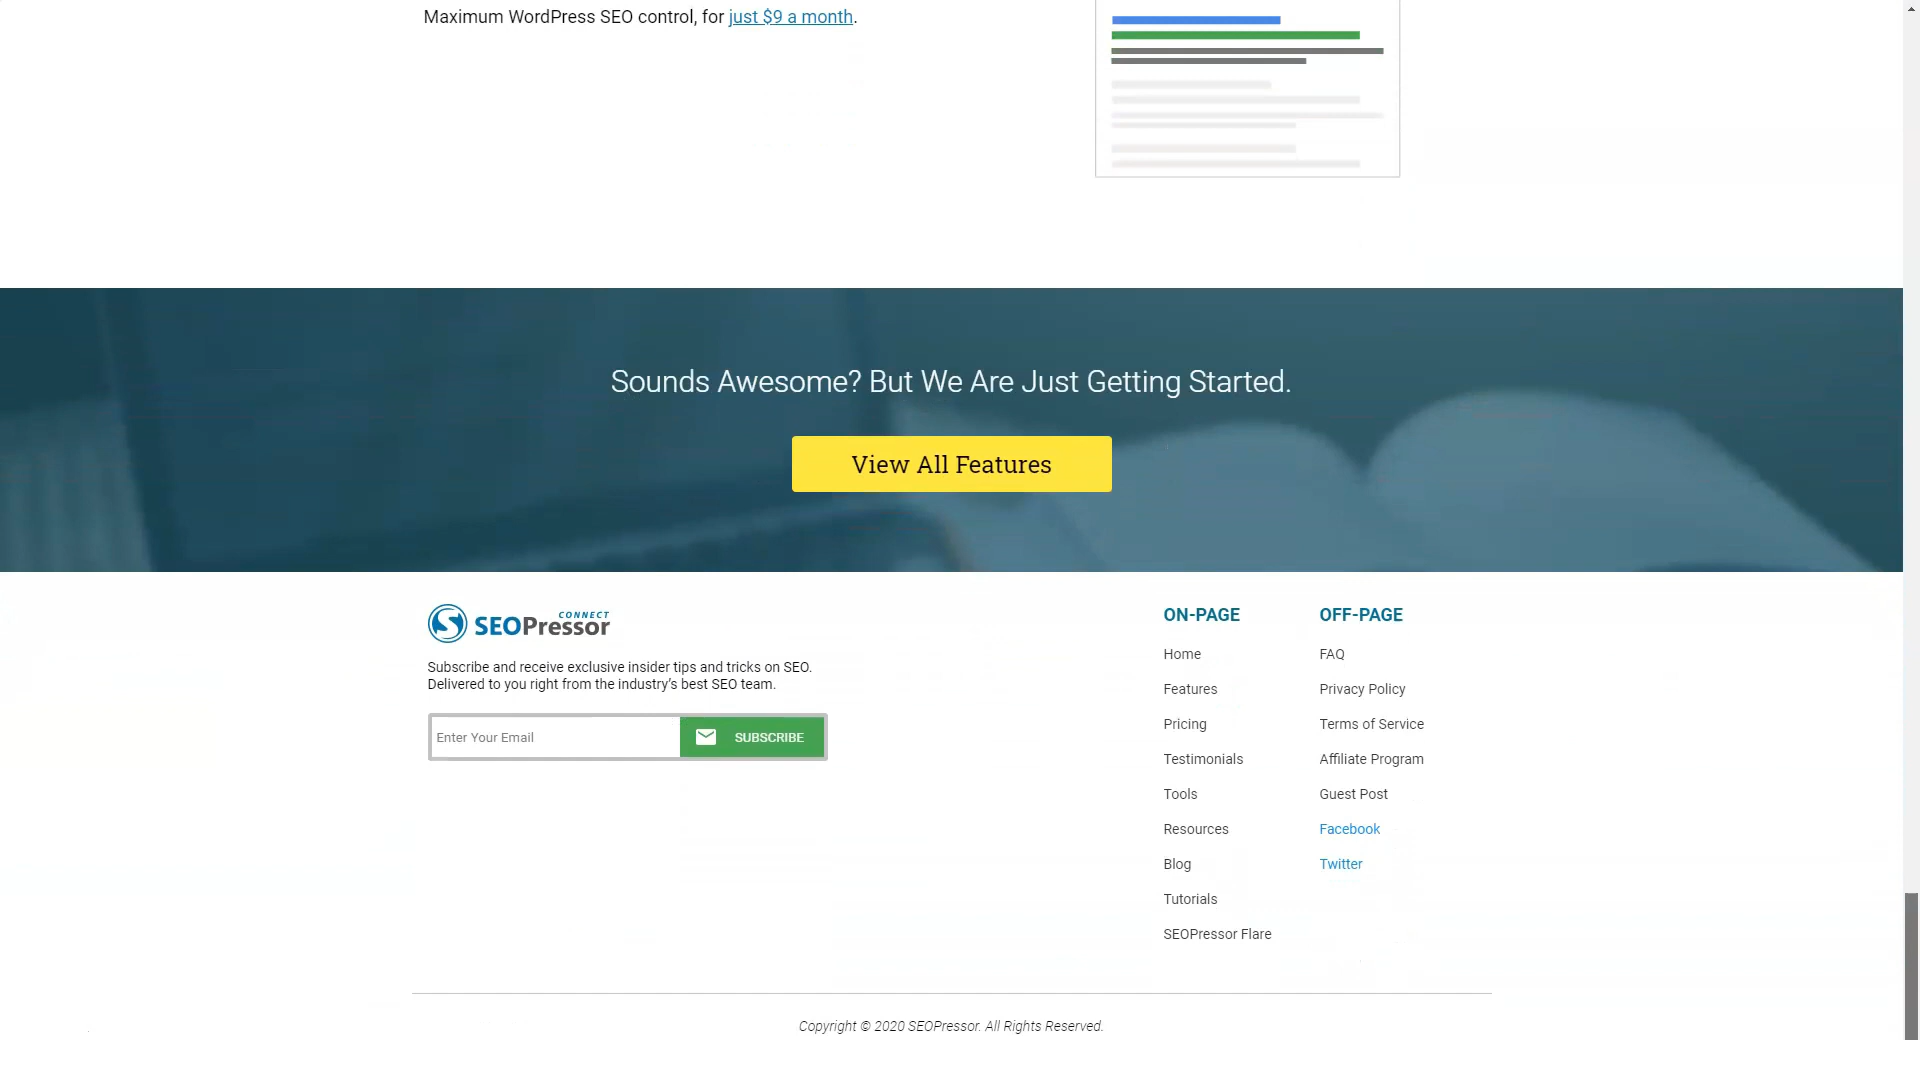 Maximum WordPress SEO control, for just $9 a month.
Sounds Awesome? But We Are Just Getting Started.
View All Features
CONNECT
SEOPressor
Subscribe and receive exclusive insider tips and tricks on SEO.
Delivered to you right from the industry’s best SEO team.
Enter Your Email
SUBSCRIBE
ON-PAGE
Home
Features
Pricing
Testimonials
Tools
Resources
Blog
Tutorials
SEOPressor Flare
OFF-PAGE
FAQ
Privacy Policy
Terms of Service
Affiliate Program
Guest Post
Facebook
Twitter
Copyright © 2020 SEOPressor. All Rights Reserved.